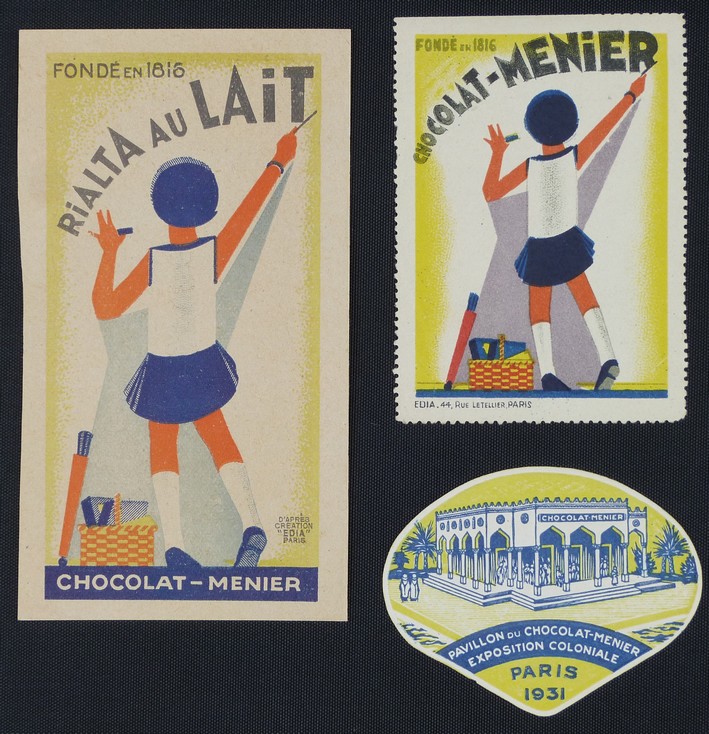 FONDÉ EN 1816
RiALTA AU LAiT
D'APRÈS
CRÉATION
"EDIA"
PARIS
CHOCOLAT-MENIER
FONDÉ EN 1816
CHOCOLAT-MENiER
EDIA. 44, RUE LETELLIER, PARIS
CHOCOLAT-MENIER
PAVILLON DU CHOCOLAT-MENIER
EXPOSITION COLONIALE
PARIS
1931